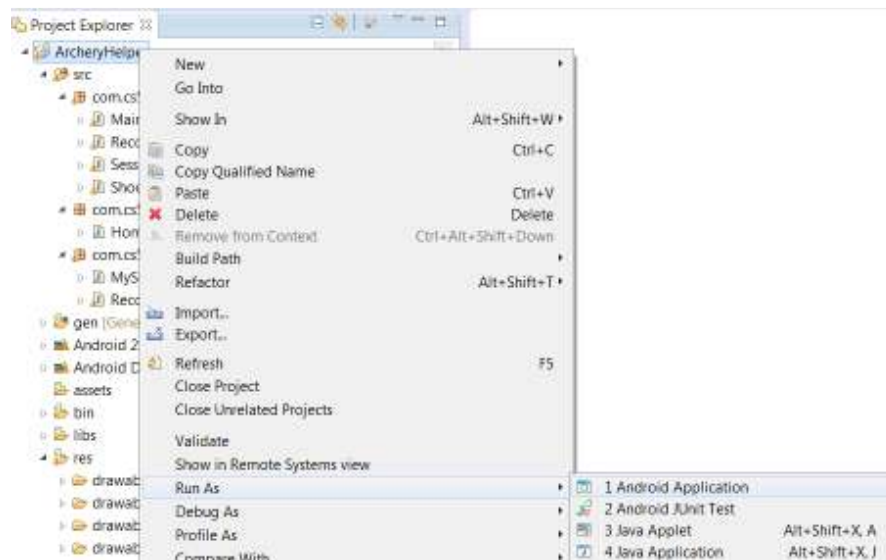 Project Explorer
ArcheryHelpe
src
com.cs
Main
Reco
Sess
Shoo
com.cs
Hom
com.cs
MyS
Reco
gen [Gene
Android 2
Android D
assets
bin
libs
res
drawab
drawab
drawab
drawab
New
Go Into
Show In Alt+Shift+W
Copy Ctrl+C
Copy Qualified Name
Paste Ctrl+V
Delete Delete
Remove from Context Ctrl+Alt+Shift+Down
Build Path
Refactor Alt+Shift+T
Import...
Export...
Refresh F5
Close Project
Close Unrelated Projects
Validate
Show in Remote Systems view
Run As
Debug As
Profile As
Compare With
1 Android Application
2 Android JUnit Test
3 Java Applet Alt+Shift+X, A
4 Java Application Alt+Shift+X, J